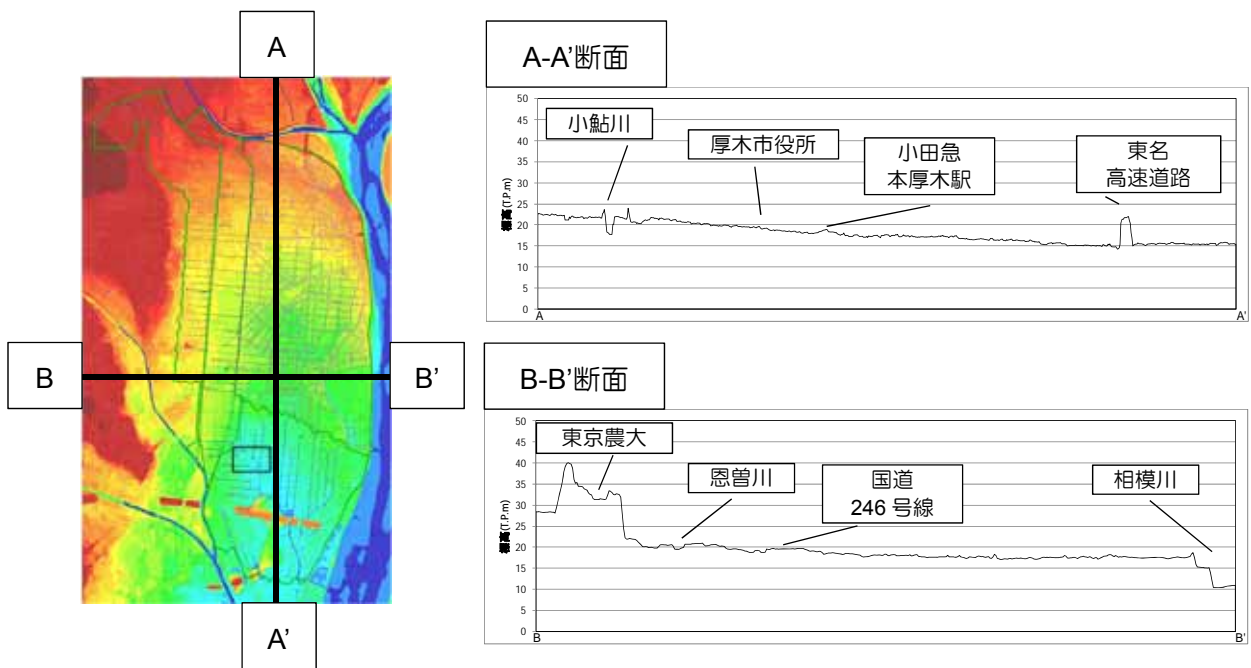 A
B
B'
A'
A-A'断面
標高(T.P.m)
50
45
40
35
30
25
20
15
10
5
0
小鮎川
厚木市役所
小田急
本厚木駅
東名
高速道路
A
A'
B-B'断面
標高(T.P.m)
50
45
40
35
30
25
20
15
10
5
0
東京農大
恩曽川
国道
246 号線
相模川
B
B'